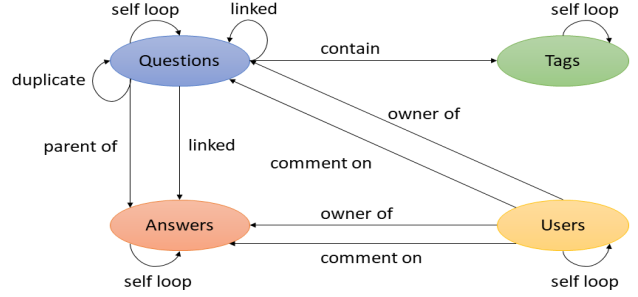 self loop
linked
self loop
Questions
contain
Tags
duplicate
owner of
parent of
linked
comment on
Answers
owner of
Users
comment on
self loop
self loop